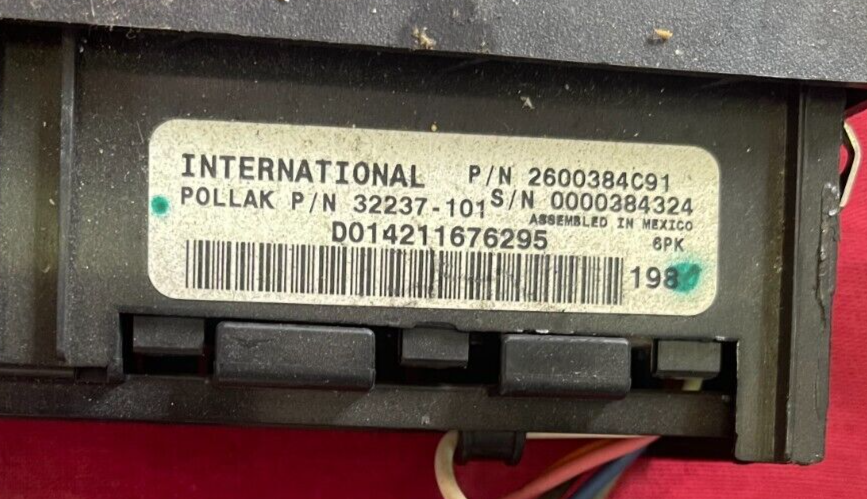 INTERNATIONAL P/N 2600384C91
POLLAK P/N 32237-101 S/N 0000384324
ASSEMBLED IN MEXICO
D014211676295 6PK